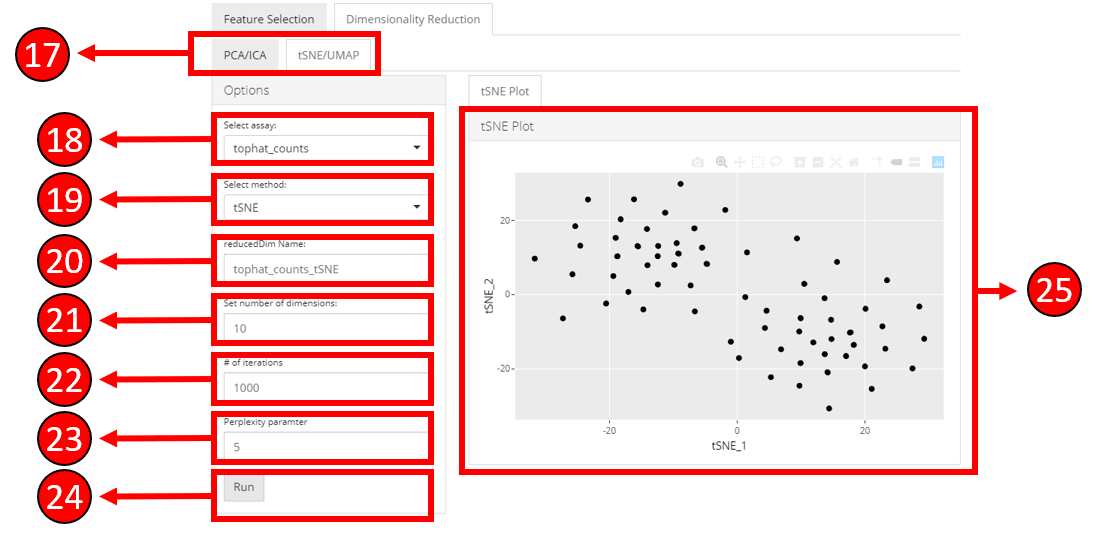 Feature Selection
Dimensionality Reduction
17
PCA/ICA
tSNE/UMAP
Options
tSNE Plot
18
Select assay:
tophat_counts
tSNE Plot
19
Select method:
tSNE
20
reducedDim Name:
tophat_counts_tSNE
21
Set number of dimensions:
10
22
# of iterations
1000
23
Perplexity paramter
5
24
Run
20
0
-20
tSNE_2
-20
0
20
tSNE_1
25